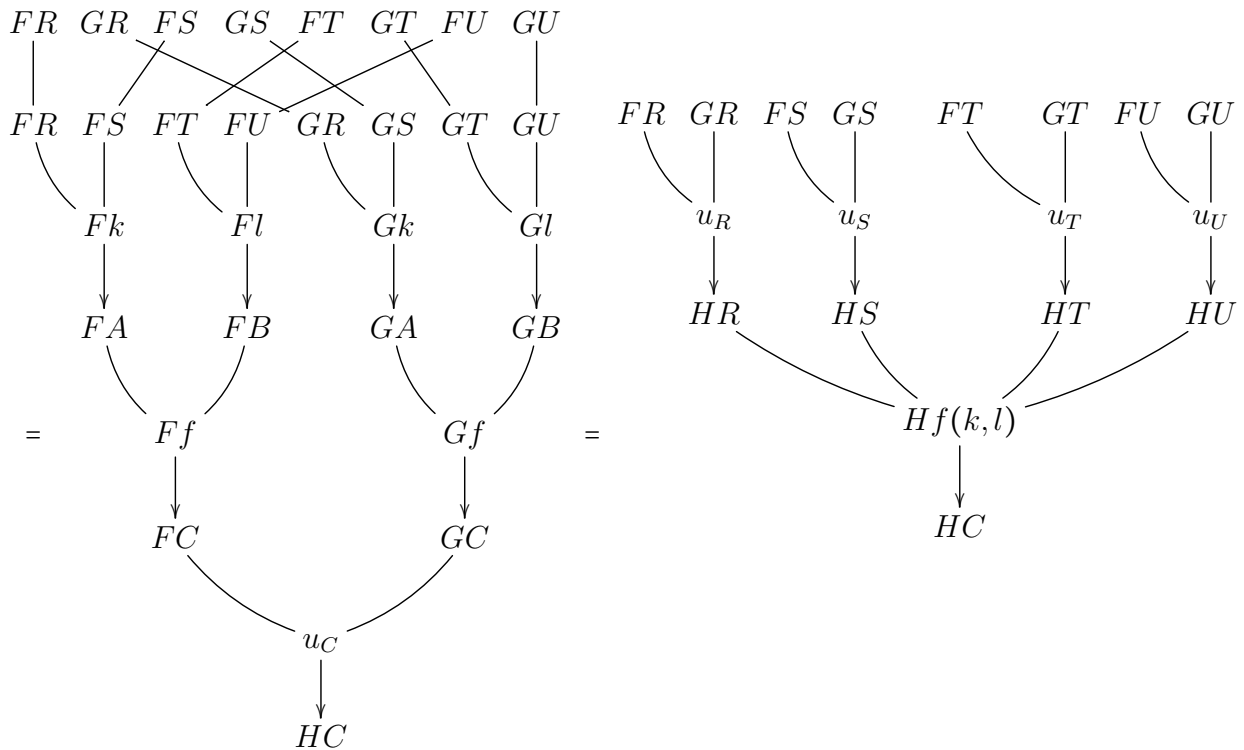 FR GR FS GS FT GT FU GU
FR FS FT FU GR GS GT GU
FR GR FS GS FT GT FU GU
Fk Fl Gk Gl
u_R u_S u_T u_U
FA FB GA GB
HR HS HT HU
= Ff Gf =
Hf(k,l)
FC GC
HC
u_C
HC